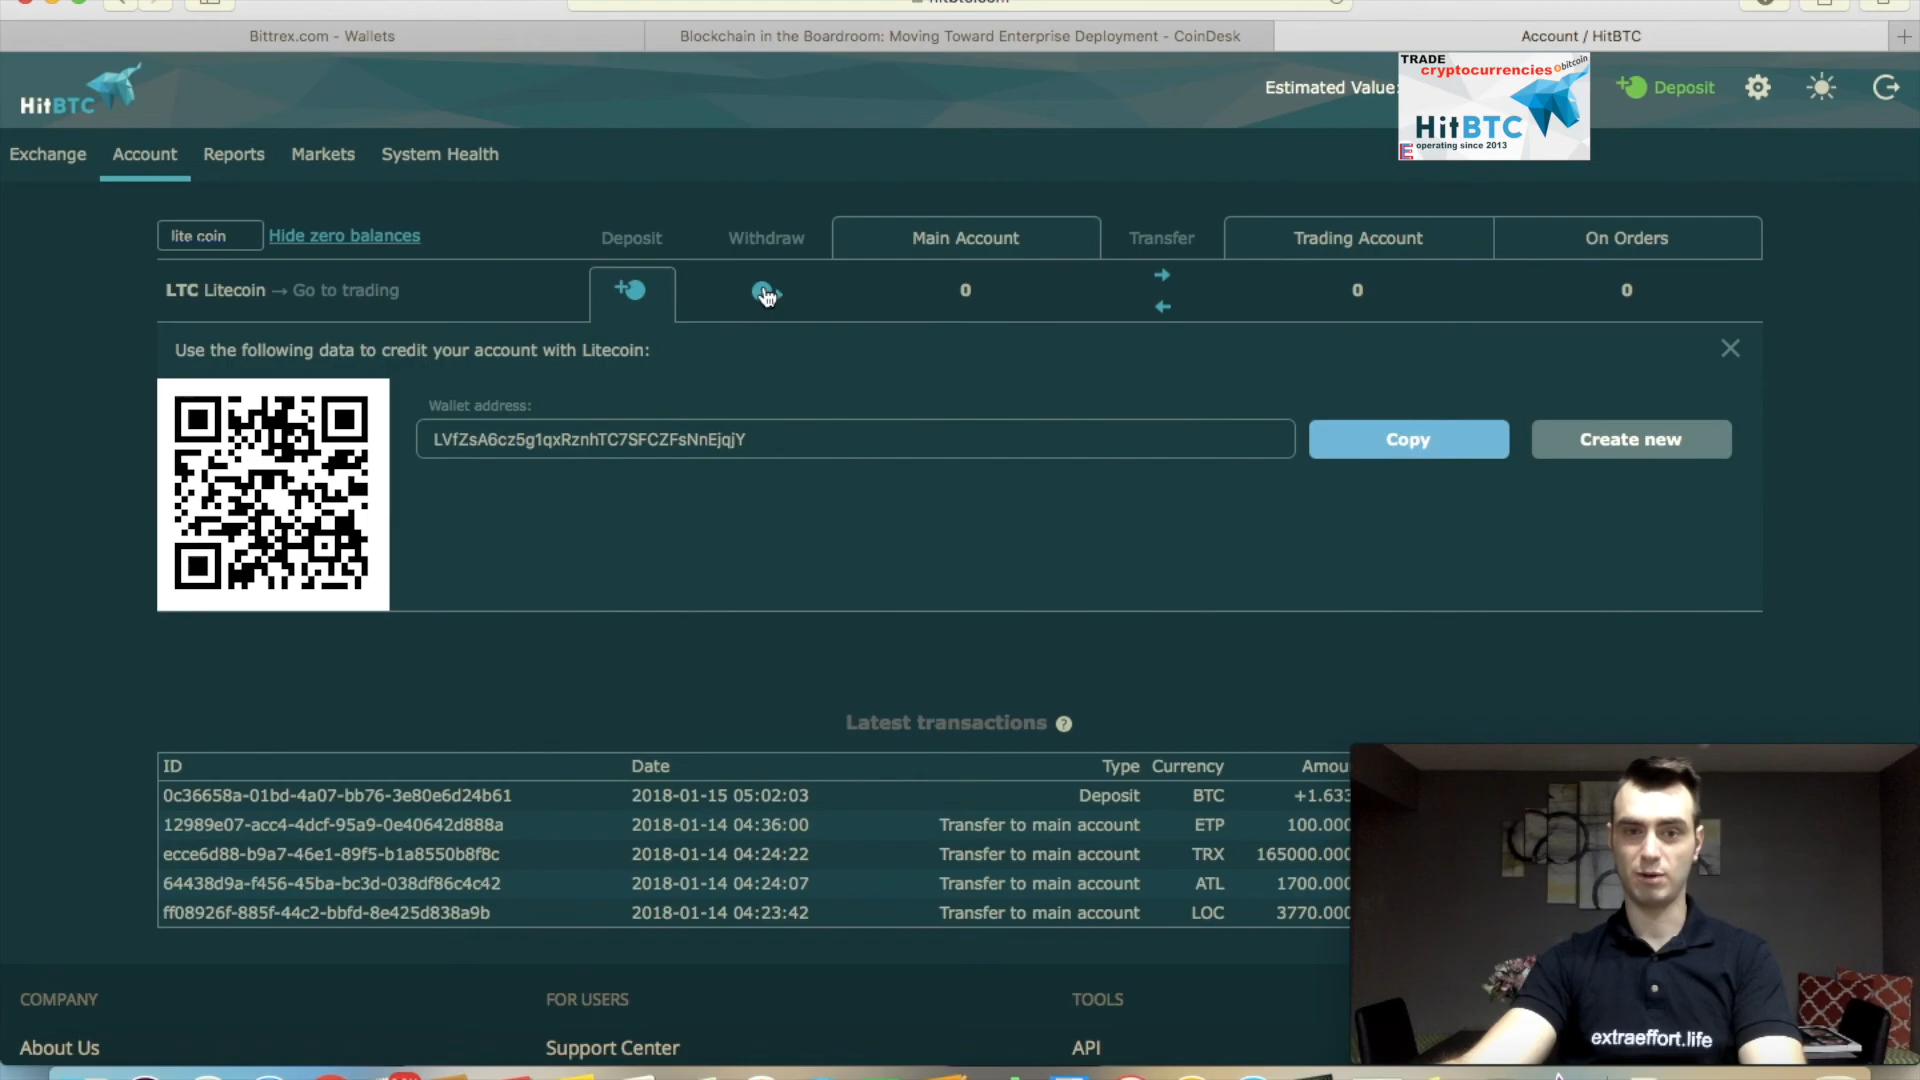 hitbtc.com
Bittrex.com - Wallets
Blockchain in the Boardroom: Moving Toward Enterprise Deployment - CoinDesk
Account / HitBTC
HitBTC
Estimated Value:
TRADE
cryptocurrencies bitcoin
HitBTC
E operating since 2013
Deposit
Exchange Account Reports Markets System Health
lite coin Hide zero balances Deposit Withdraw Main Account Transfer Trading Account On Orders
LTC Litecoin → Go to trading 0 0 0
Use the following data to credit your account with Litecoin:
Wallet address:
LVfZsA6cz5g1qxRznhTC7SFCZFsNnEjqjY Copy Create new
Latest transactions ?
ID Date Type Currency Amou
0c36658a-01bd-4a07-bb76-3e80e6d24b61 2018-01-15 05:02:03 Deposit BTC +1.633
12989e07-acc4-4dcf-95a9-0e40642d888a 2018-01-14 04:36:00 Transfer to main account ETP 100.000
ecce6d88-b9a7-46e1-89f5-b1a8550b8f8c 2018-01-14 04:24:22 Transfer to main account TRX 165000.000
64438d9a-f456-45ba-bc3d-038df86c4c42 2018-01-14 04:24:07 Transfer to main account ATL 1700.000
ff08926f-885f-44c2-bbfd-8e425d838a9b 2018-01-14 04:23:42 Transfer to main account LOC 3770.000
COMPANY FOR USERS TOOLS
About Us Support Center API
extraeffort.life